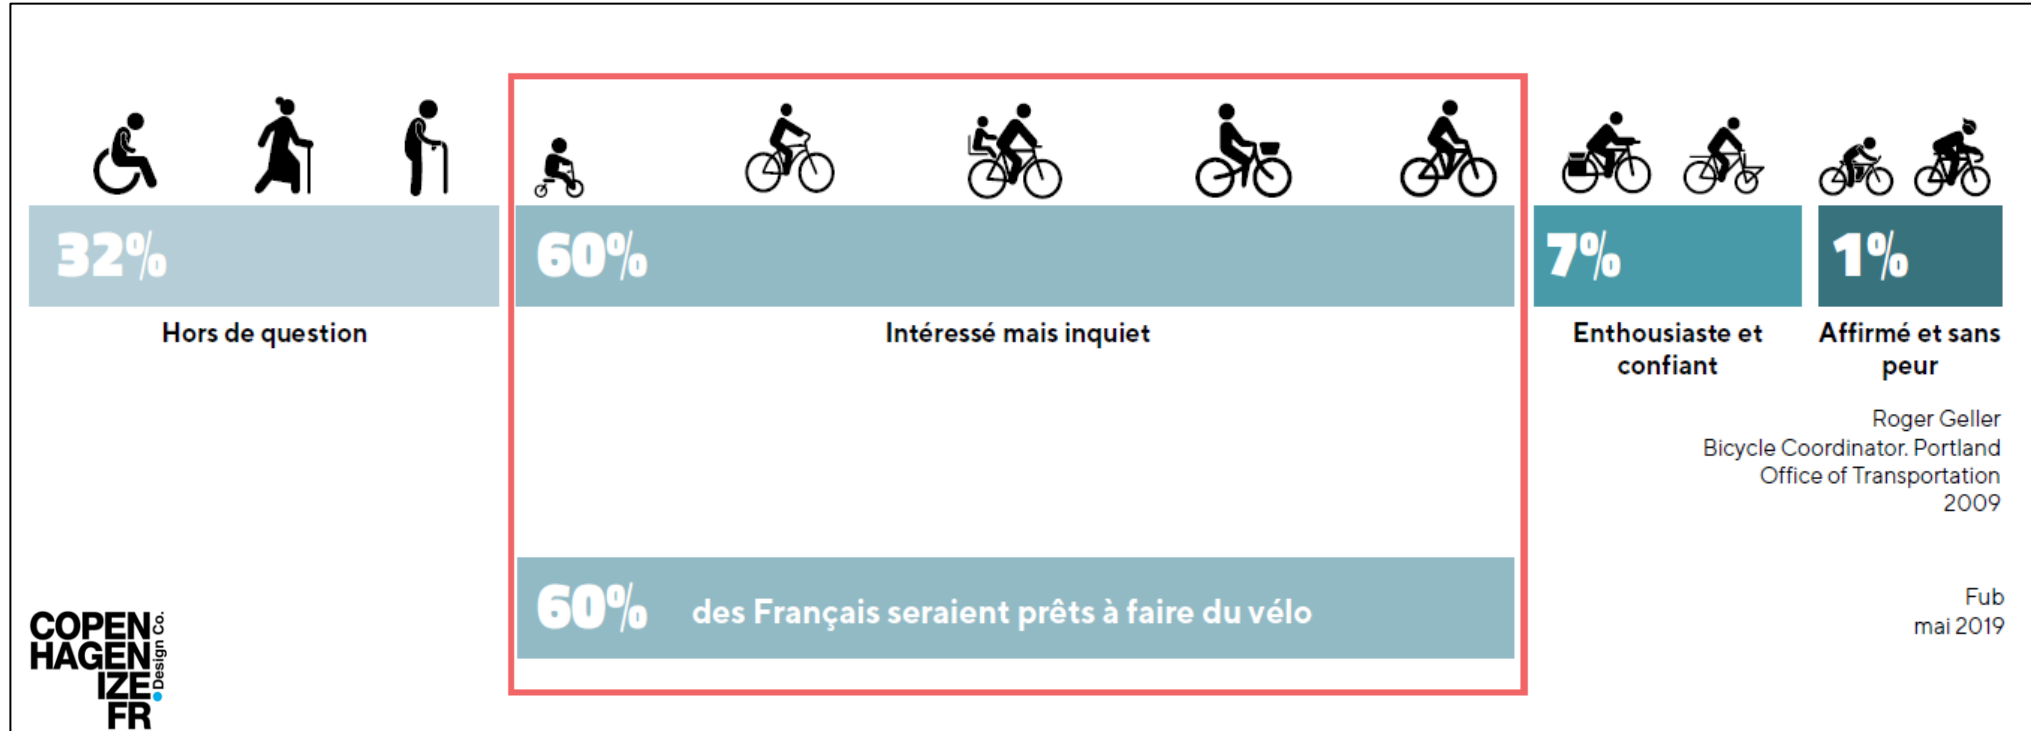 32%
60%
7%
1%
Hors de question
Intéressé mais inquiet
Enthousiaste et
confiant
Affirmé et sans
peur
Roger Geller
Bicycle Coordinator. Portland
Office of Transportation
2009
60% des Français seraient prêts à faire du vélo
Fub
mai 2019
COPEN
HAGEN
IZE
FR
Design Co.